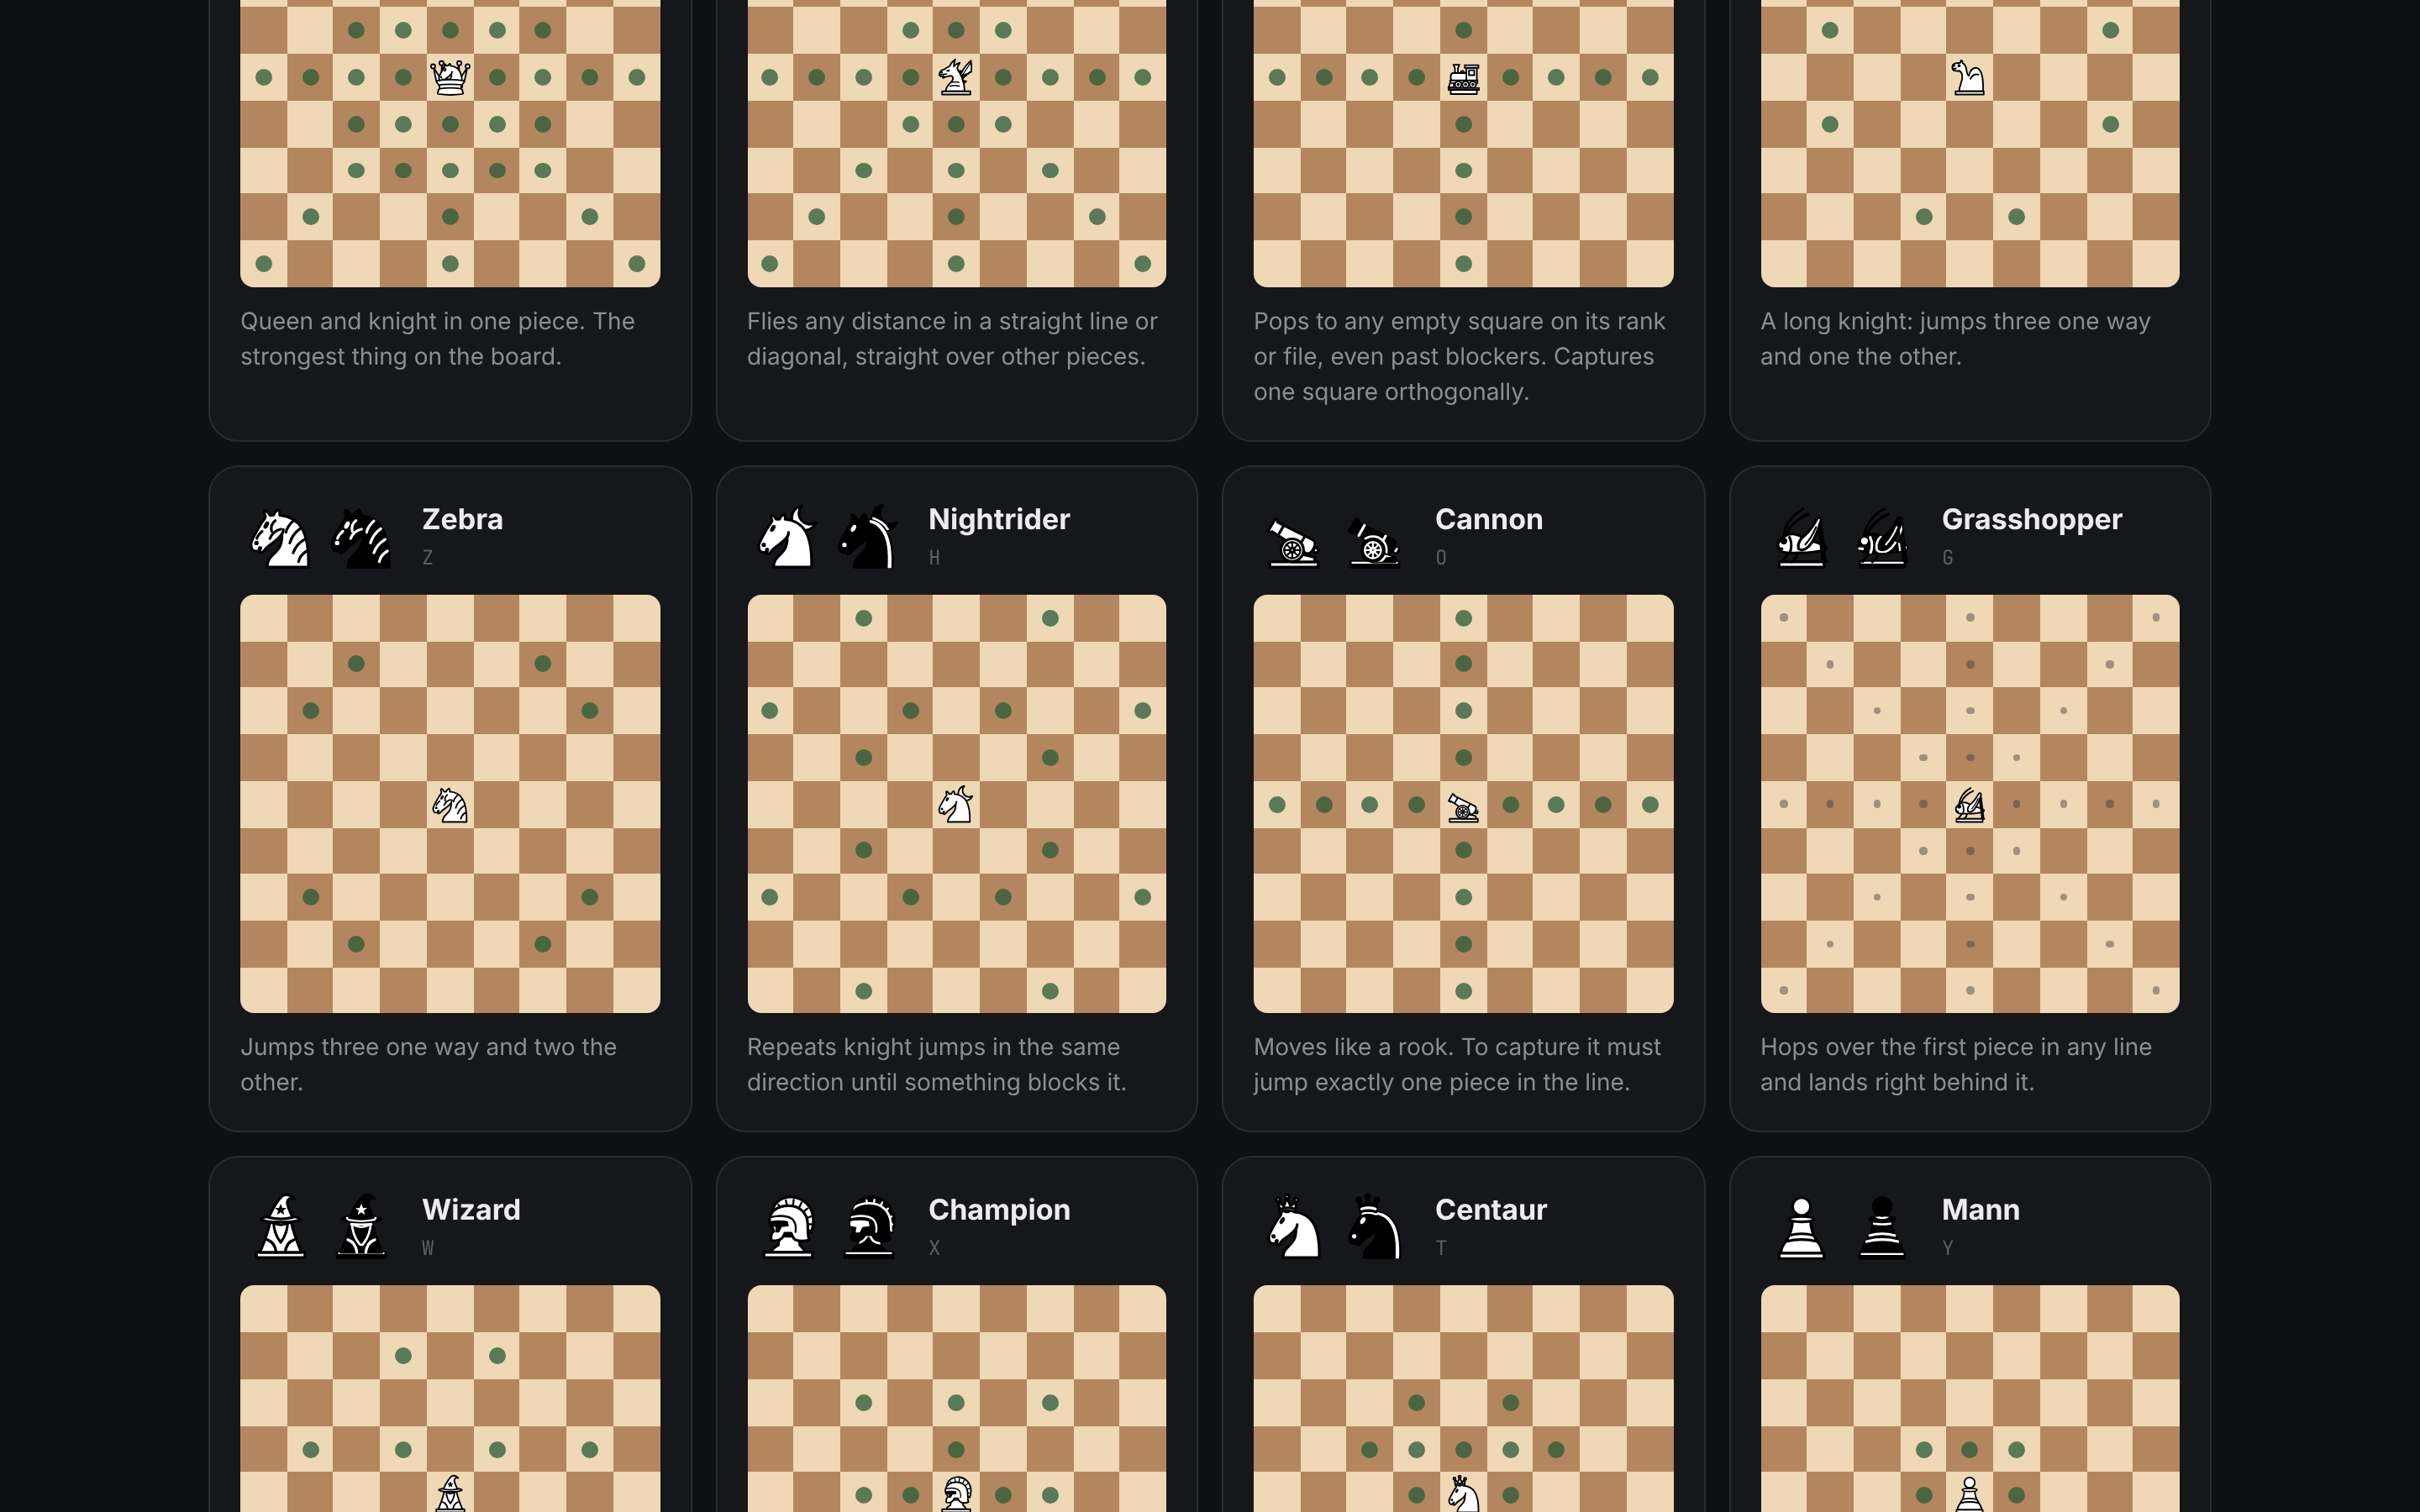 Queen and knight in one piece. The
strongest thing on the board.
Flies any distance in a straight line or
diagonal, straight over other pieces.
Pops to any empty square on its rank
or file, even past blockers. Captures
one square orthogonally.
A long knight: jumps three one way
and one the other.
Zebra
Z
Jumps three one way and two the
other.
Nightrider
H
Repeats knight jumps in the same
direction until something blocks it.
Cannon
O
Moves like a rook. To capture it must
jump exactly one piece in the line.
Grasshopper
G
Hops over the first piece in any line
and lands right behind it.
Wizard
W
Champion
X
Centaur
T
Mann
Y